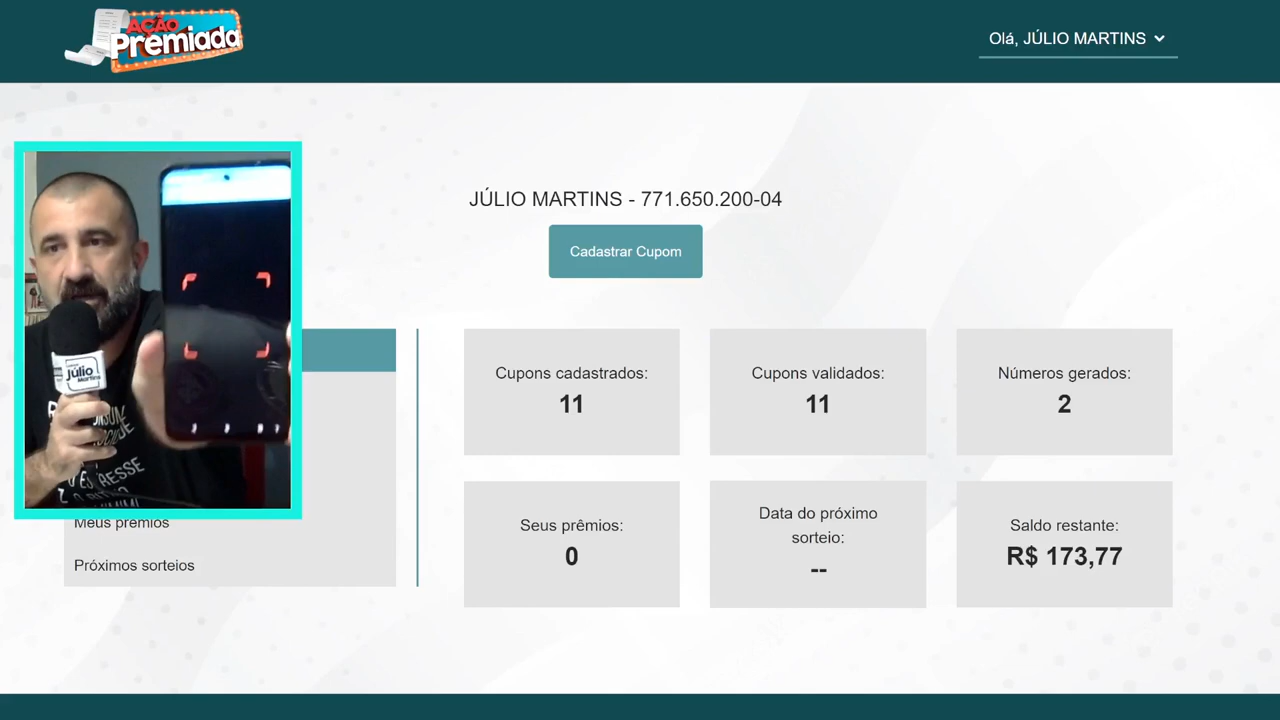 AÇÃO
Premiada
Olá, JÚLIO MARTINS
JÚLIO MARTINS - 771.650.200-04
Cadastrar Cupom
Cupons cadastrados:
11
Cupons validados:
11
Números gerados:
2
Júlio
Martins
Meus prêmios
Próximos sorteios
Seus prêmios:
0
Data do próximo
sorteio:
--
Saldo restante:
R$ 173,77